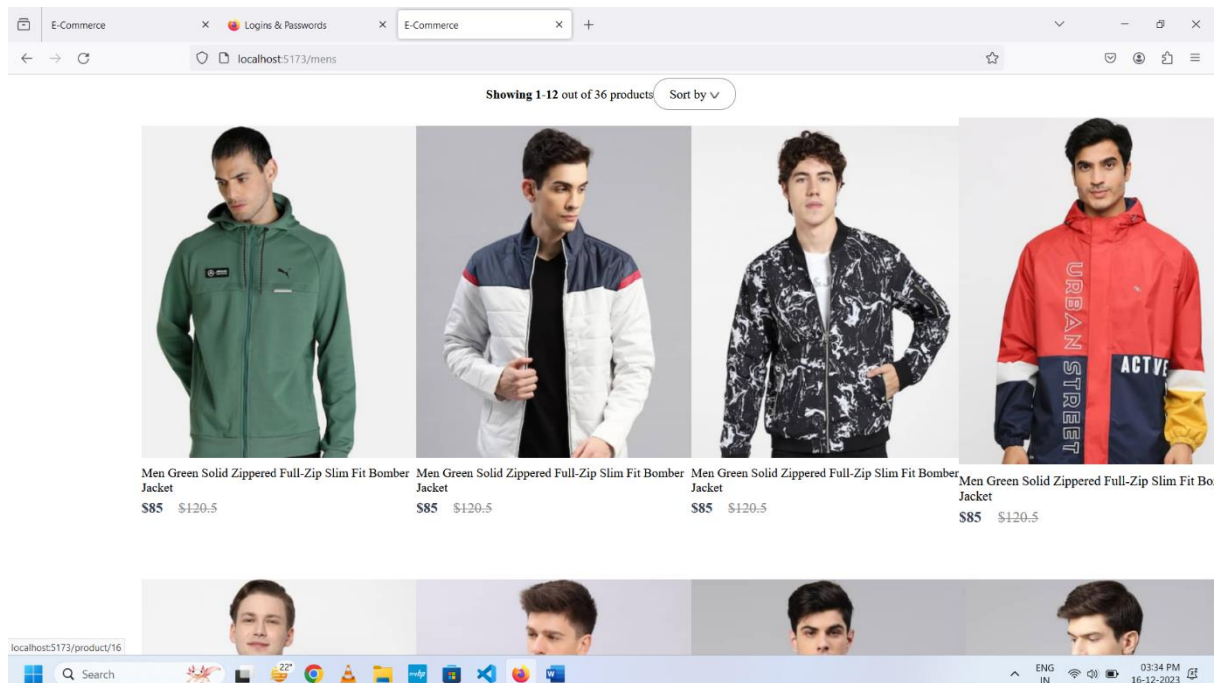 E-Commerce
Logins & Passwords
E-Commerce
localhost:5173/mens
Showing 1-12 out of 36 products
Sort by
URBAN STREET
ACTIVE
Men Green Solid Zippered Full-Zip Slim Fit Bomber
Jacket
$85 $120.5
Men Green Solid Zippered Full-Zip Slim Fit Bomber
Jacket
$85 $120.5
Men Green Solid Zippered Full-Zip Slim Fit Bomber
Jacket
$85 $120.5
Men Green Solid Zippered Full-Zip Slim Fit Bo
Jacket
$85 $120.5
localhost:5173/product/16
Search
22°
ENG
IN
03:34 PM
16-12-2023